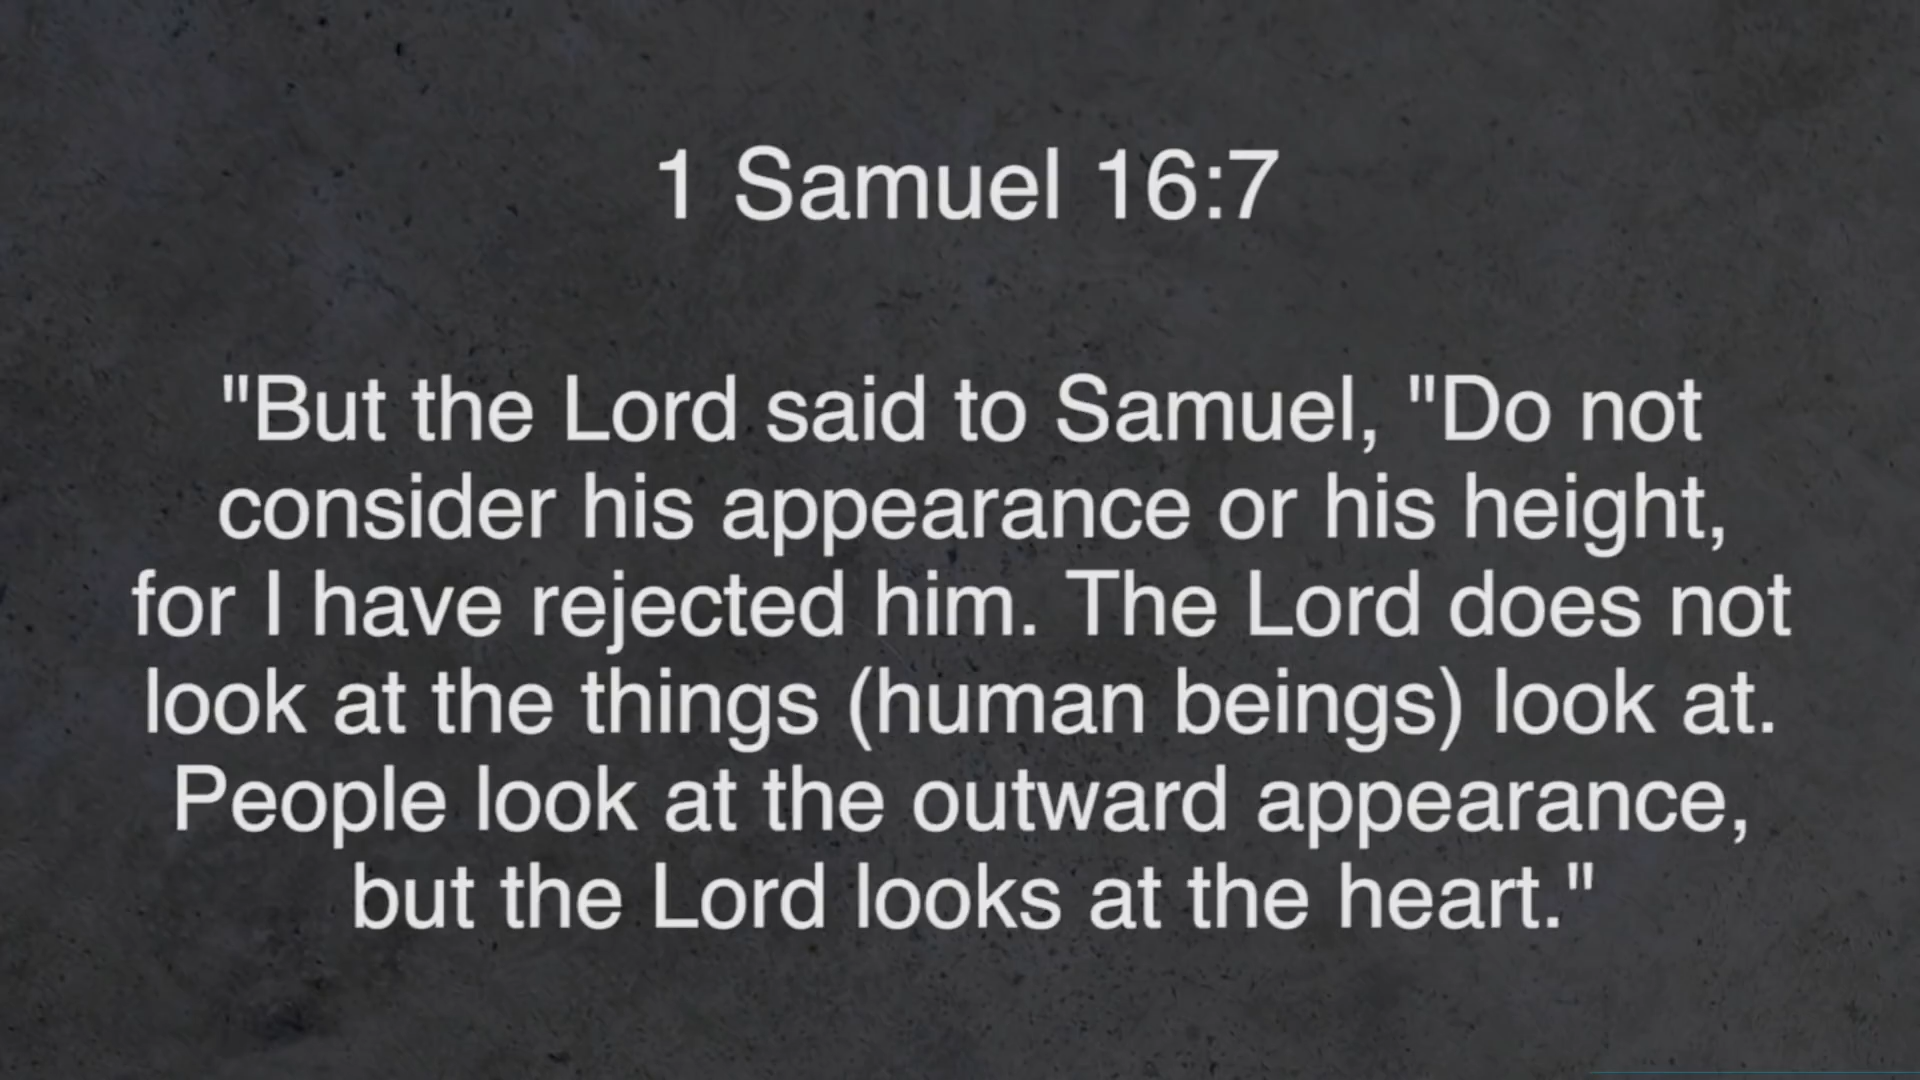 1 Samuel 16:7
"But the Lord said to Samuel, "Do not
consider his appearance or his height,
for I have rejected him. The Lord does not
look at the things (human beings) look at.
People look at the outward appearance,
but the Lord looks at the heart."